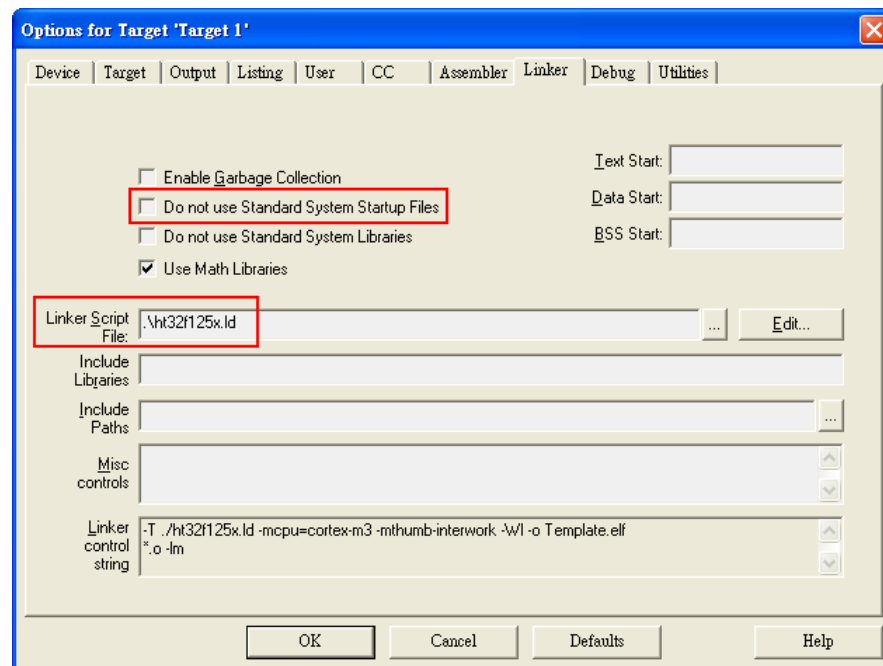 Options for Target 'Target 1'
Device Target Output Listing User CC Assembler Linker Debug Utilities
Enable Garbage Collection
Do not use Standard System Startup Files
Do not use Standard System Libraries
Use Math Libraries
Text Start:
Data Start:
BSS Start:
Linker Script
File:
.\ht32f125x.ld
...
Edit...
Include
Libraries
Include
Paths
...
Misc
controls
Linker
control
string
-T ./ht32f125x.ld -mcpu=cortex-m3 -mthumb-interwork -Wl -o Template.elf
*.o -lm
OK Cancel Defaults Help